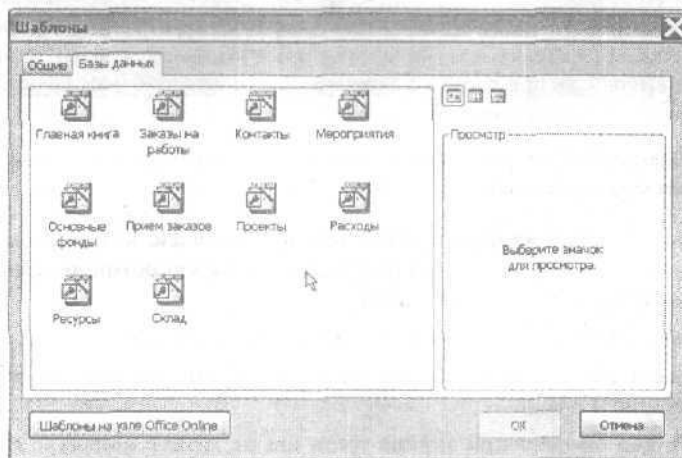 Шаблоны
Общие
Базы данных
Главная книга
Заказы на
работы
Контакты
Мероприятия
Основные
фонды
Прием заказов
Проекты
Расходы
Ресурсы
Склад
Просмотр
Выберите значок
для просмотра.
Шаблоны на узле Office Online
ОК
Отмена